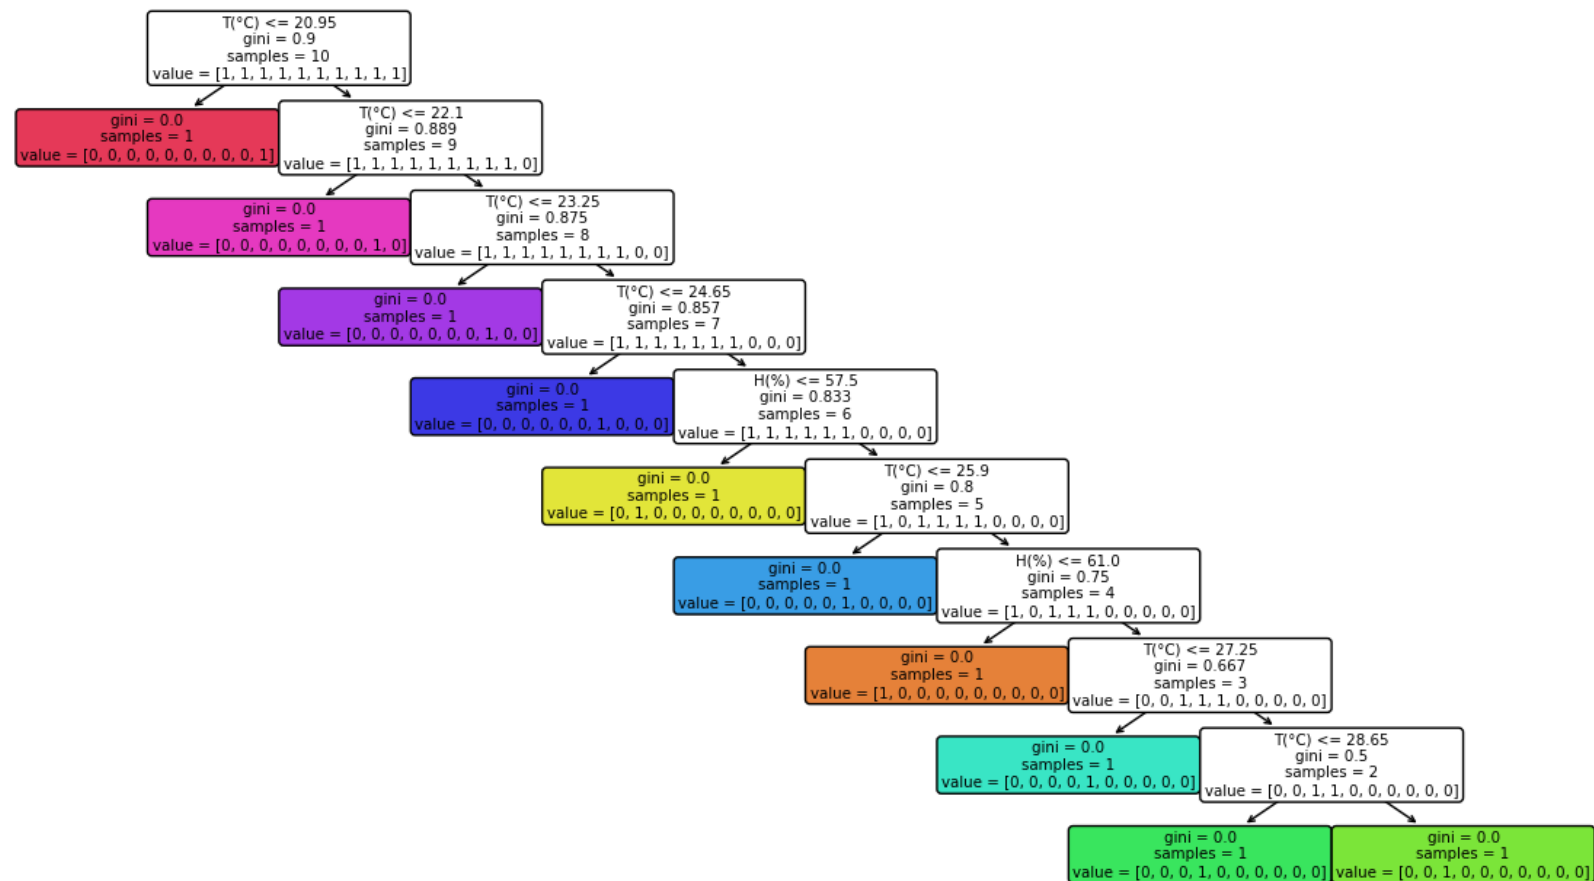 T(°C) <= 20.95
gini = 0.9
samples = 10
value = [1, 1, 1, 1, 1, 1, 1, 1, 1, 1]
gini = 0.0
samples = 1
value = [0, 0, 0, 0, 0, 0, 0, 0, 0, 1]
T(°C) <= 22.1
gini = 0.889
samples = 9
value = [1, 1, 1, 1, 1, 1, 1, 1, 1, 0]
gini = 0.0
samples = 1
value = [0, 0, 0, 0, 0, 0, 0, 0, 1, 0]
T(°C) <= 23.25
gini = 0.875
samples = 8
value = [1, 1, 1, 1, 1, 1, 1, 1, 0, 0]
gini = 0.0
samples = 1
value = [0, 0, 0, 0, 0, 0, 0, 1, 0, 0]
T(°C) <= 24.65
gini = 0.857
samples = 7
value = [1, 1, 1, 1, 1, 1, 1, 0, 0, 0]
gini = 0.0
samples = 1
value = [0, 0, 0, 0, 0, 0, 1, 0, 0, 0]
H(%) <= 57.5
gini = 0.833
samples = 6
value = [1, 1, 1, 1, 1, 1, 0, 0, 0, 0]
gini = 0.0
samples = 1
value = [0, 1, 0, 0, 0, 0, 0, 0, 0, 0]
T(°C) <= 25.9
gini = 0.8
samples = 5
value = [1, 0, 1, 1, 1, 1, 0, 0, 0, 0]
gini = 0.0
samples = 1
value = [0, 0, 0, 0, 0, 1, 0, 0, 0, 0]
H(%) <= 61.0
gini = 0.75
samples = 4
value = [1, 0, 1, 1, 1, 0, 0, 0, 0, 0]
gini = 0.0
samples = 1
value = [1, 0, 0, 0, 0, 0, 0, 0, 0, 0]
T(°C) <= 27.25
gini = 0.667
samples = 3
value = [0, 0, 1, 1, 1, 0, 0, 0, 0, 0]
gini = 0.0
samples = 1
value = [0, 0, 0, 0, 1, 0, 0, 0, 0, 0]
T(°C) <= 28.65
gini = 0.5
samples = 2
value = [0, 0, 1, 1, 0, 0, 0, 0, 0, 0]
gini = 0.0
samples = 1
value = [0, 0, 0, 1, 0, 0, 0, 0, 0, 0]
gini = 0.0
samples = 1
value = [0, 0, 1, 0, 0, 0, 0, 0, 0, 0]